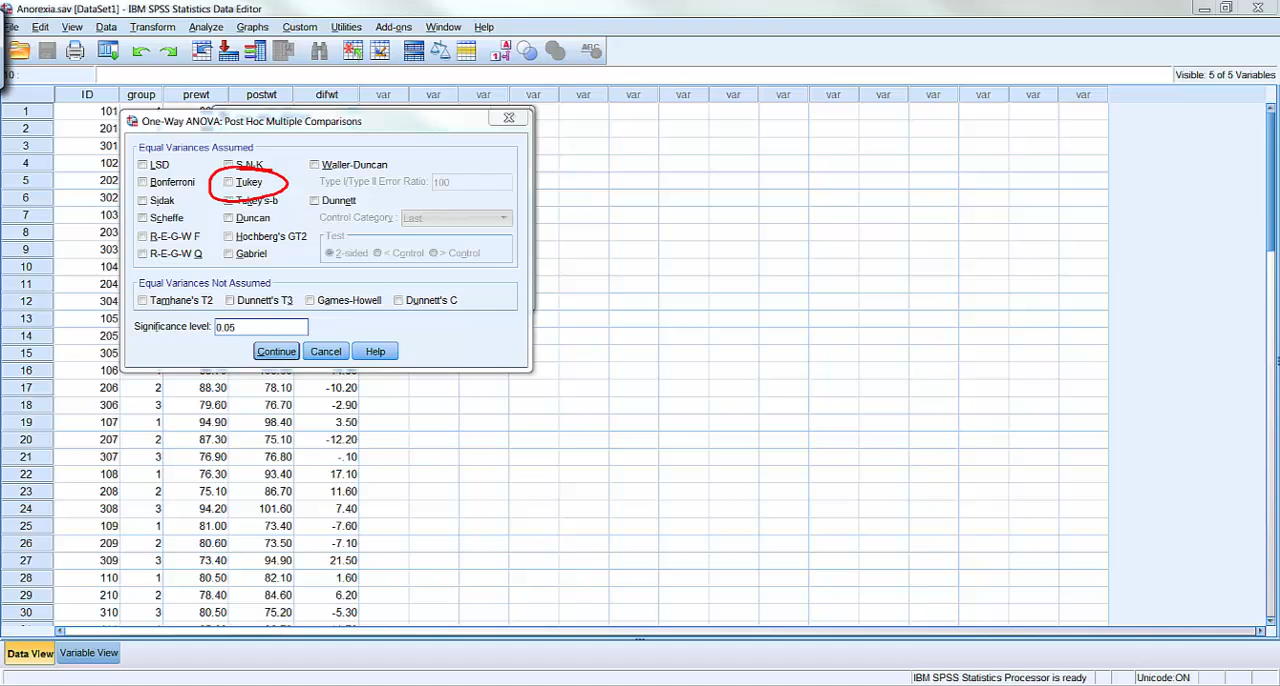 Anorexia.sav [DataSet1] - IBM SPSS Statistics Data Editor
Edit View Data Transform Analyze Graphs Custom Utilities Add-ons Window Help
Visible: 5 of 5 Variables
ID group prewt postwt difwt var var var var var var var var var var var var var var var
1 101
2 201
3 301
4 102
5 202
6 302
7 103
8 203
9 303
10 104
11 204
12 304
13 105
14 205
15 305
16 106
17 206 2 88.30 78.10 -10.20
18 306 3 79.60 76.70 -2.90
19 107 1 94.90 98.40 3.50
20 207 2 87.30 75.10 -12.20
21 307 3 76.90 76.80 -.10
22 108 1 76.30 93.40 17.10
23 208 2 75.10 86.70 11.60
24 308 3 94.20 101.60 7.40
25 109 1 81.00 73.40 -7.60
26 209 2 80.60 73.50 -7.10
27 309 3 73.40 94.90 21.50
28 110 1 80.50 82.10 1.60
29 210 2 78.40 84.60 6.20
30 310 3 80.50 75.20 -5.30
One-Way ANOVA: Post Hoc Multiple Comparisons
Equal Variances Assumed
LSD S-N-K Waller-Duncan
Bonferroni Tukey Type I/Type II Error Ratio: 100
Sidak Tukey's-b Dunnett
Scheffe Duncan Control Category : Last
R-E-G-W F Hochberg's GT2 Test
R-E-G-W Q Gabriel 2-sided < Control > Control
Equal Variances Not Assumed
Tamhane's T2 Dunnett's T3 Games-Howell Dunnett's C
Significance level: 0.05
Continue Cancel Help
Data View Variable View
IBM SPSS Statistics Processor is ready Unicode:ON